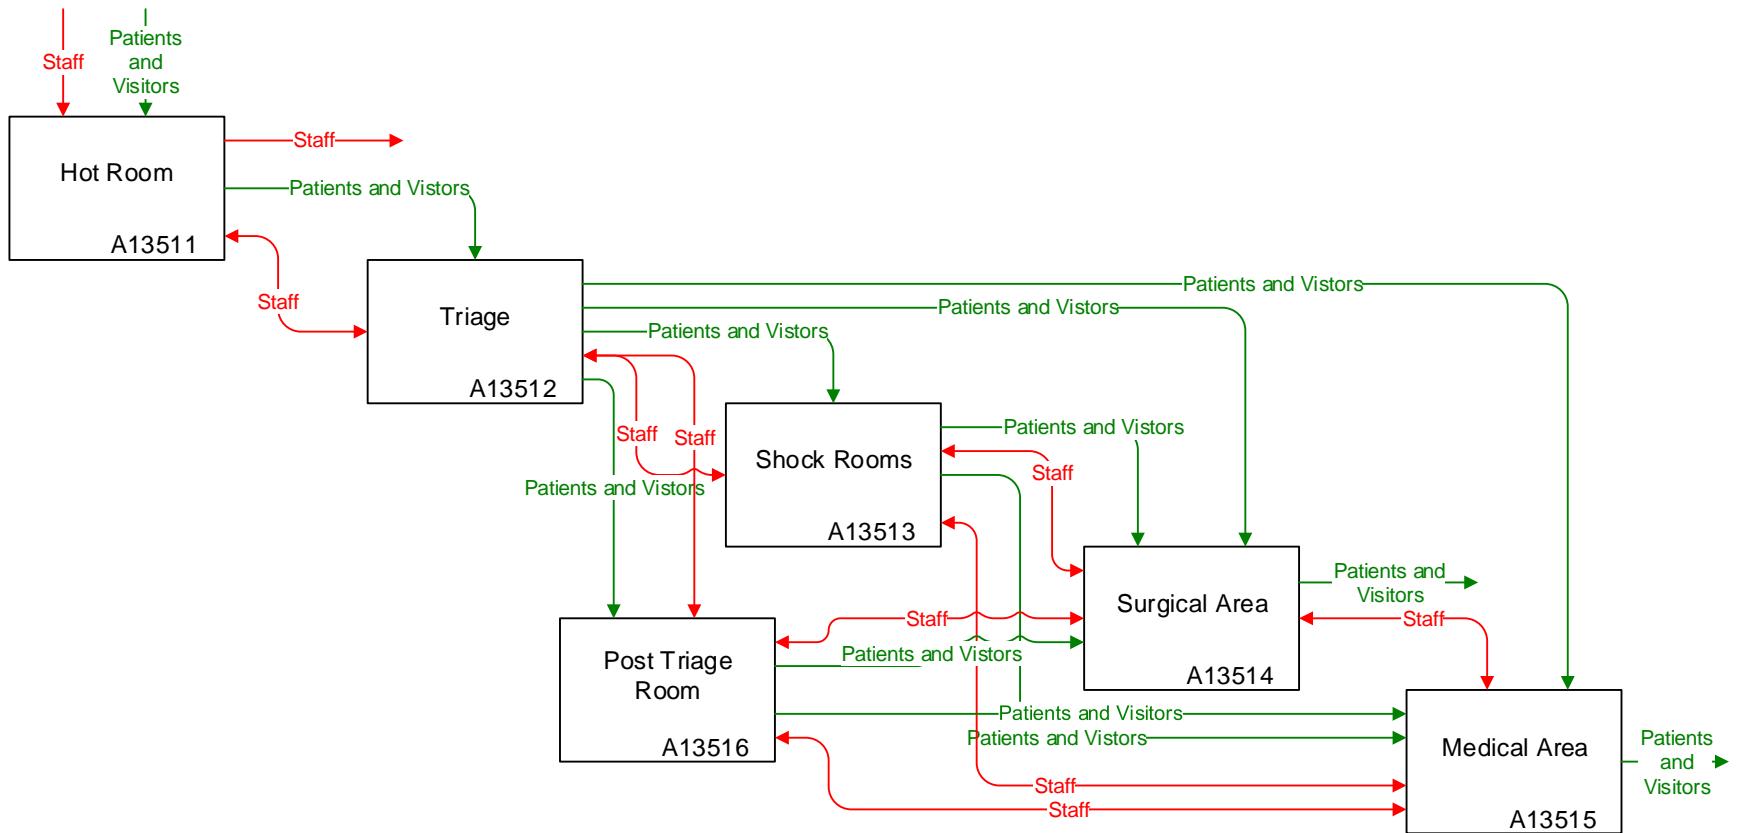 Patients
and
Visitors
Staff
Staff
Hot Room
Patients and Vistors
A13511
Staff
Patients and Vistors
Patients and Vistors
Triage
Patients and Vistors
A13512
Patients and Vistors
Staff
Staff
Shock Rooms
Staff
Patients and Vistors
A13513
Patients and
Visitors
Surgical Area
Staff
Staff
Patients and Vistors
Post Triage
Room
A13514
Patients and Visitors
Patients and Vistors
A13516
Medical Area
Patients
and
Visitors
Staff
Staff
A13515